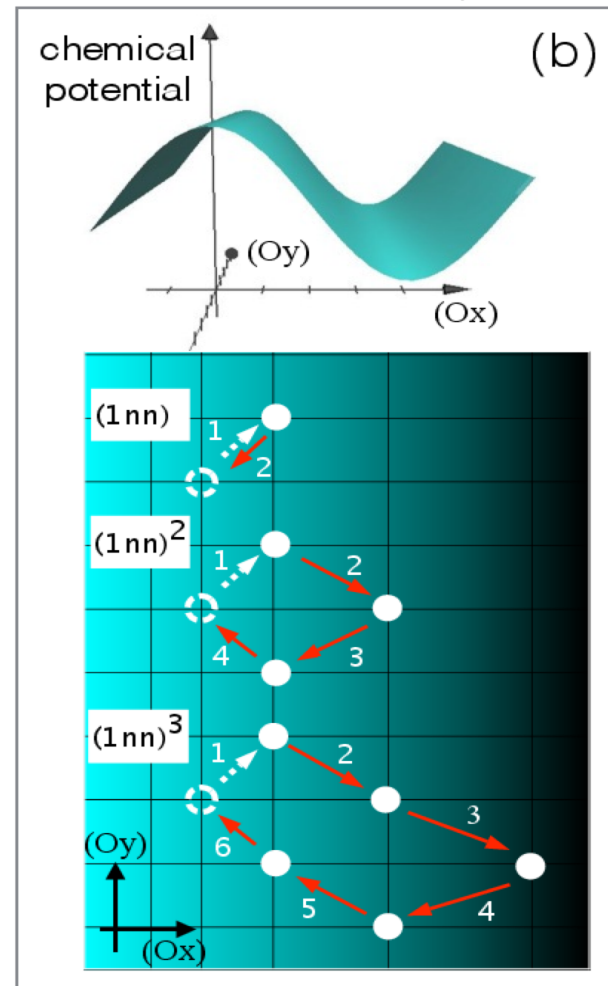 chemical
potential
(b)
(Oy)
(Ox)
(1nn)
1
2
(1nn)²
1
2
3
4
(1nn)³
1
2
3
4
5
6
(Oy)
(Ox)